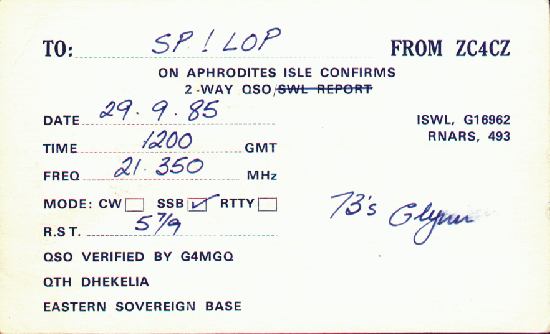 TO: SP1LOP FROM ZC4CZ
ON APHRODITES ISLE CONFIRMS
2-WAY QSO/SWL REPORT
DATE 29.9.85 ISWL, G16962
TIME 1200 GMT RNARS, 493
FREQ 21.350 MHz
MODE: CW SSB ✓ RTTY
73's Glynn
R.S.T. 57/9
QSO VERIFIED BY G4MGQ
QTH DHEKELIA
EASTERN SOVEREIGN BASE